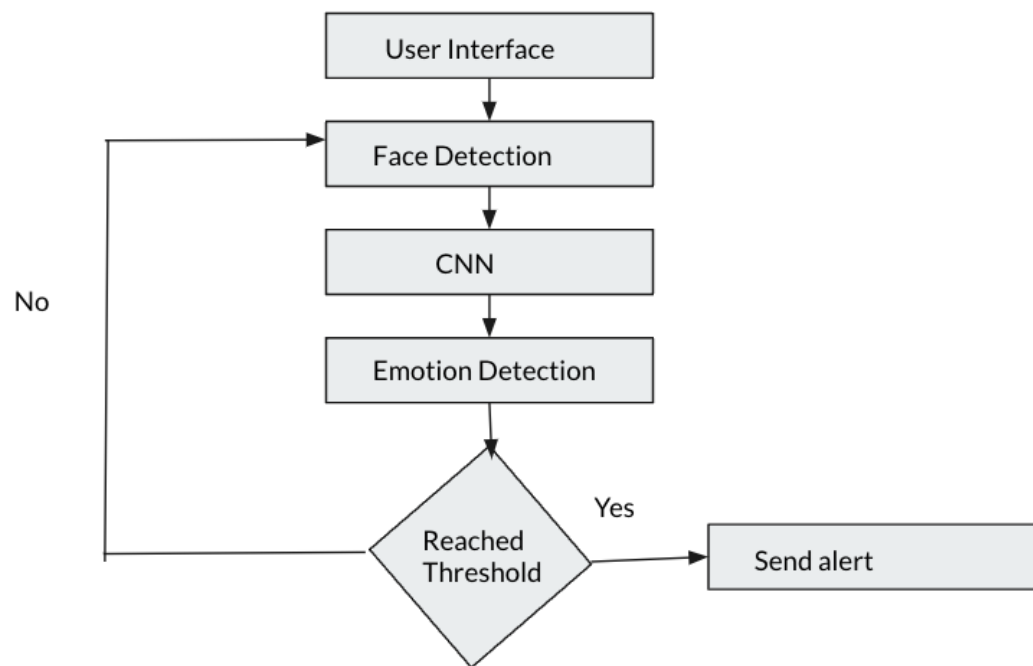 User Interface
Face Detection
CNN
No
Emotion Detection
Yes
Reached
Threshold
Send alert